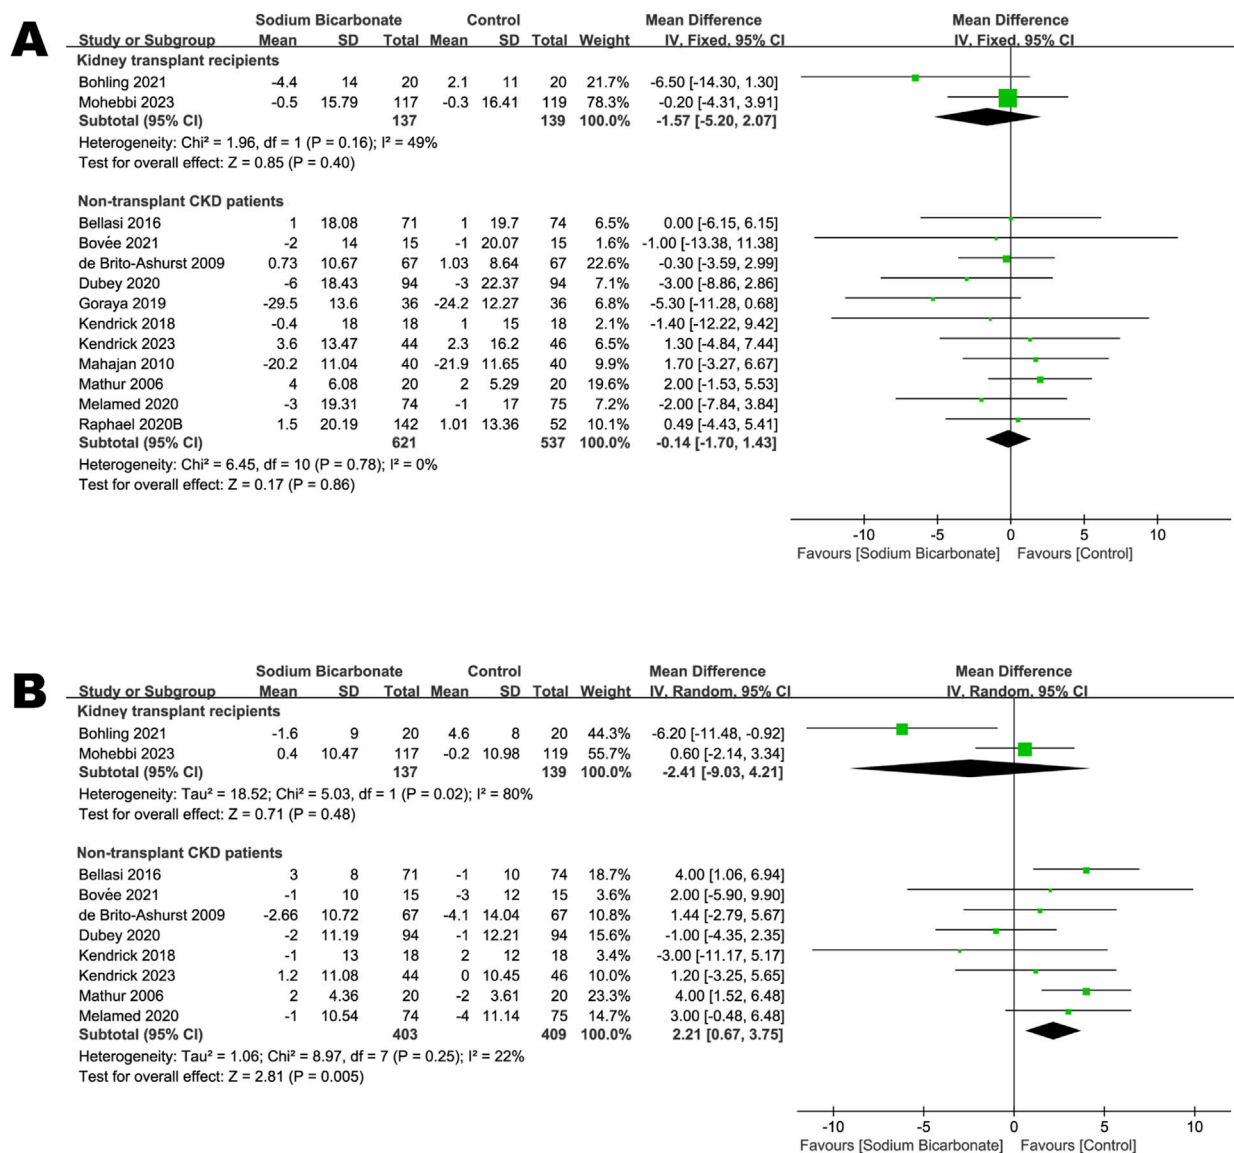 A
Sodium Bicarbonate Control Mean Difference Mean Difference
Study or Subgroup Mean SD Total Mean SD Total Weight IV, Fixed, 95% CI IV, Fixed, 95% CI
Kidney transplant recipients
Bohling 2021 -4.4 14 20 2.1 11 20 21.7% -6.50 [-14.30, 1.30]
Mohebbi 2023 -0.5 15.79 117 -0.3 16.41 119 78.3% -0.20 [-4.31, 3.91]
Subtotal (95% CI) 137 139 100.0% -1.57 [-5.20, 2.07]
Heterogeneity: Chi² = 1.96, df = 1 (P = 0.16); I² = 49%
Test for overall effect: Z = 0.85 (P = 0.40)
Non-transplant CKD patients
Bellasi 2016 1 18.08 71 1 19.7 74 6.5% 0.00 [-6.15, 6.15]
Bovée 2021 -2 14 15 -1 20.07 15 1.6% -1.00 [-13.38, 11.38]
de Brito-Ashurst 2009 0.73 10.67 67 1.03 8.64 67 22.6% -0.30 [-3.59, 2.99]
Dubey 2020 -6 18.43 94 -3 22.37 94 7.1% -3.00 [-8.86, 2.86]
Goraya 2019 -29.5 13.6 36 -24.2 12.27 36 6.8% -5.30 [-11.28, 0.68]
Kendrick 2018 -0.4 18 18 1 15 18 2.1% -1.40 [-12.22, 9.42]
Kendrick 2023 3.6 13.47 44 2.3 16.2 46 6.5% 1.30 [-4.84, 7.44]
Mahajan 2010 -20.2 11.04 40 -21.9 11.65 40 9.9% 1.70 [-3.27, 6.67]
Mathur 2006 4 6.08 20 2 5.29 20 19.6% 2.00 [-1.53, 5.53]
Melamed 2020 -3 19.31 74 -1 17 75 7.2% -2.00 [-7.84, 3.84]
Raphael 2020B 1.5 20.19 142 1.01 13.36 52 10.1% 0.49 [-4.43, 5.41]
Subtotal (95% CI) 621 537 100.0% -0.14 [-1.70, 1.43]
Heterogeneity: Chi² = 6.45, df = 10 (P = 0.78); I² = 0%
Test for overall effect: Z = 0.17 (P = 0.86)
-10 -5 0 5 10
Favours [Sodium Bicarbonate] Favours [Control]
B
Sodium Bicarbonate Control Mean Difference Mean Difference
Study or Subgroup Mean SD Total Mean SD Total Weight IV, Random, 95% CI IV, Random, 95% CI
Kidney transplant recipients
Bohling 2021 -1.6 9 20 4.6 8 20 44.3% -6.20 [-11.48, -0.92]
Mohebbi 2023 0.4 10.47 117 -0.2 10.98 119 55.7% 0.60 [-2.14, 3.34]
Subtotal (95% CI) 137 139 100.0% -2.41 [-9.03, 4.21]
Heterogeneity: Tau² = 18.52; Chi² = 5.03, df = 1 (P = 0.02); I² = 80%
Test for overall effect: Z = 0.71 (P = 0.48)
Non-transplant CKD patients
Bellasi 2016 3 8 71 -1 10 74 18.7% 4.00 [1.06, 6.94]
Bovée 2021 -1 10 15 -3 12 15 3.6% 2.00 [-5.90, 9.90]
de Brito-Ashurst 2009 -2.66 10.72 67 -4.1 14.04 67 10.8% 1.44 [-2.79, 5.67]
Dubey 2020 -2 11.19 94 -1 12.21 94 15.6% -1.00 [-4.35, 2.35]
Kendrick 2018 -1 13 18 2 12 18 3.4% -3.00 [-11.17, 5.17]
Kendrick 2023 1.2 11.08 44 0 10.45 46 10.0% 1.20 [-3.25, 5.65]
Mathur 2006 2 4.36 20 -2 3.61 20 23.3% 4.00 [1.52, 6.48]
Melamed 2020 -1 10.54 74 -4 11.14 75 14.7% 3.00 [-0.48, 6.48]
Subtotal (95% CI) 403 409 100.0% 2.21 [0.67, 3.75]
Heterogeneity: Tau² = 1.06; Chi² = 8.97, df = 7 (P = 0.25); I² = 22%
Test for overall effect: Z = 2.81 (P = 0.005)
-10 -5 0 5 10
Favours [Sodium Bicarbonate] Favours [Control]